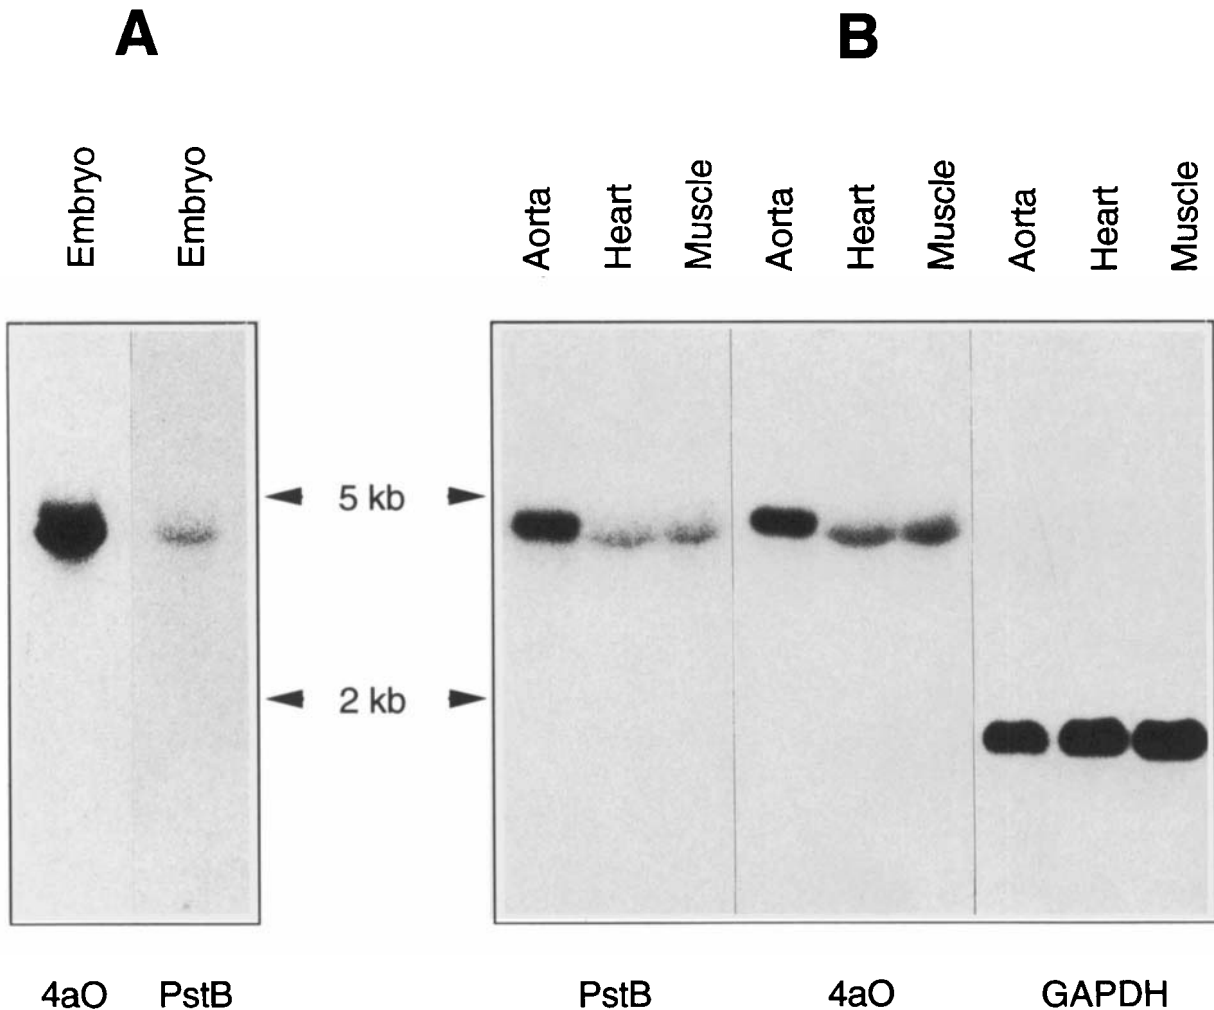 A
B
Embryo
Embryo
Aorta
Heart
Muscle
Aorta
Heart
Muscle
Aorta
Heart
Muscle
5 kb
2 kb
4aO
PstB
PstB
4aO
GAPDH